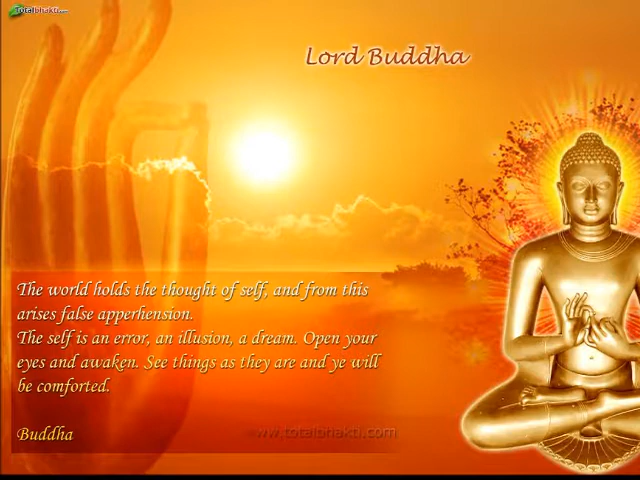 totalbhakti.com
Lord Buddha
The world holds the thought of self, and from this
arises false apperhension.
The self is an error, an illusion, a dream. Open your
eyes and awaken. See things as they are and ye will
be comforted.
Buddha
www.totalbhakti.com